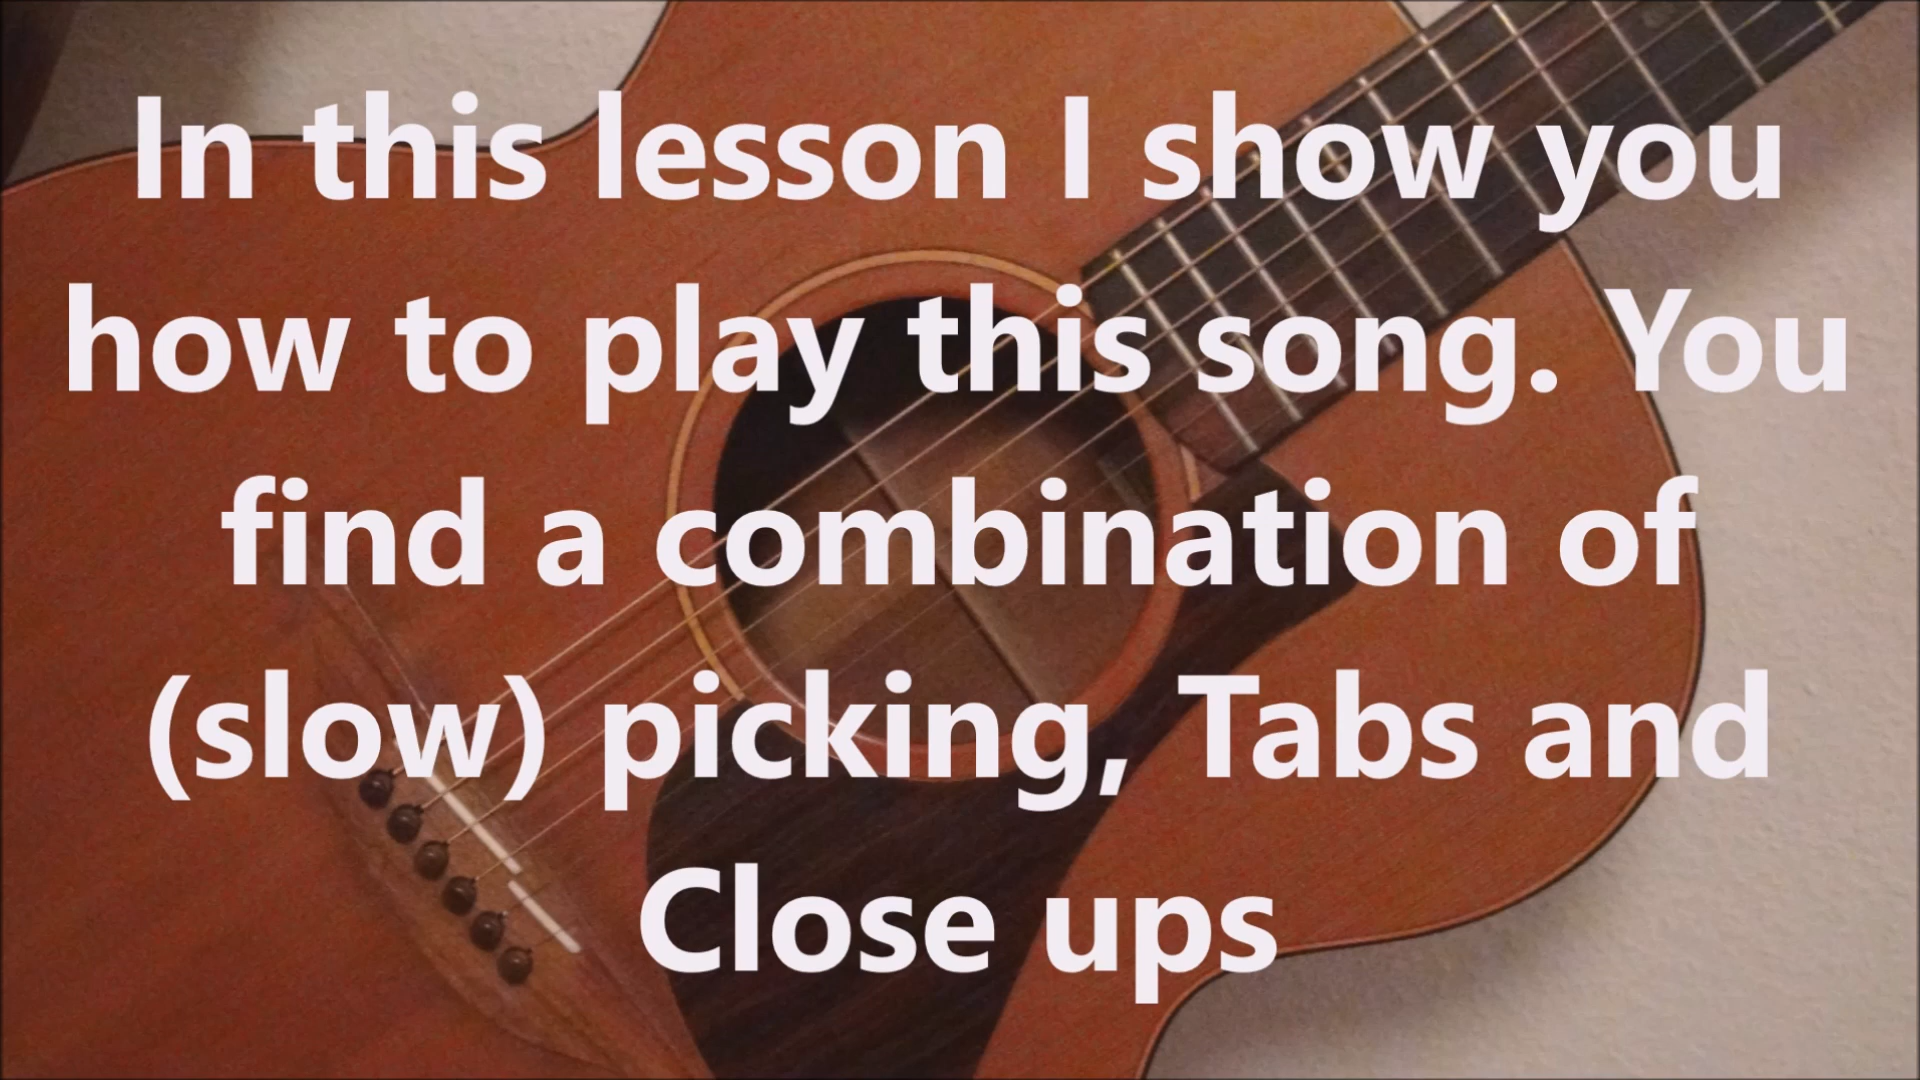 In this lesson I show you
how to play this song. You
find a combination of
(slow) picking, Tabs and
Close ups